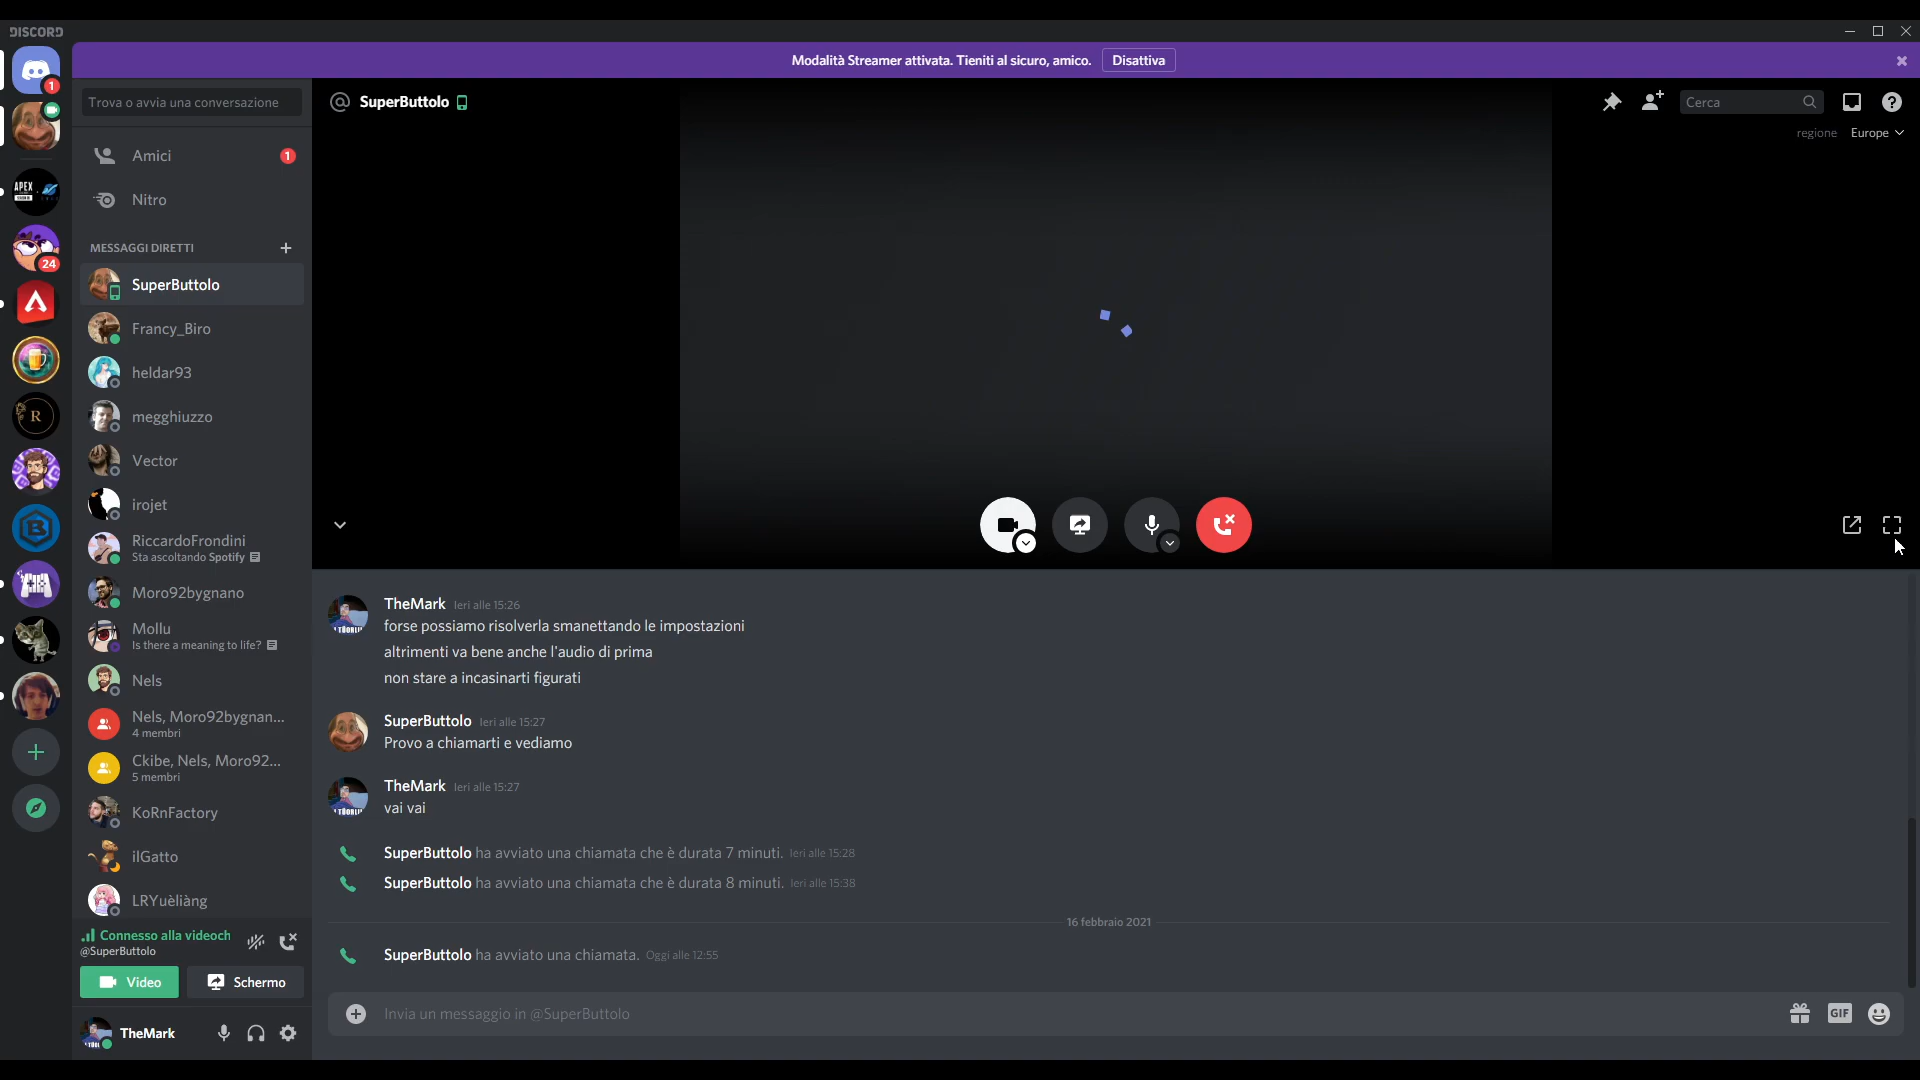 DISCORD
Modalità Streamer attivata. Tieniti al sicuro, amico. Disattiva
1
Trova o avvia una conversazione
@ SuperButtolo
Cerca
regione Europe
Amici 1
Nitro
MESSAGGI DIRETTI +
SuperButtolo
Francy_Biro
heldar93
megghiuzzo
Vector
irojet
RiccardoFrondini
Sta ascoltando Spotify
Moro92bygnano
Mollu
Is there a meaning to life?
Nels
Nels, Moro92bygnan...
4 membri
Ckibe, Nels, Moro92...
5 membri
KoRnFactory
ilGatto
LRYuèliàng
APEX
24
R
Connesso alla videoch
@SuperButtolo
Video Schermo
TheMark
TheMark Ieri alle 15:26
forse possiamo risolverla smanettando le impostazioni
altrimenti va bene anche l'audio di prima
non stare a incasinarti figurati
SuperButtolo Ieri alle 15:27
Provo a chiamarti e vediamo
TheMark Ieri alle 15:27
vai vai
SuperButtolo ha avviato una chiamata che è durata 7 minuti. Ieri alle 15:28
SuperButtolo ha avviato una chiamata che è durata 8 minuti. Ieri alle 15:38
16 febbraio 2021
SuperButtolo ha avviato una chiamata. Oggi alle 12:55
Invia un messaggio in @SuperButtolo
GIF